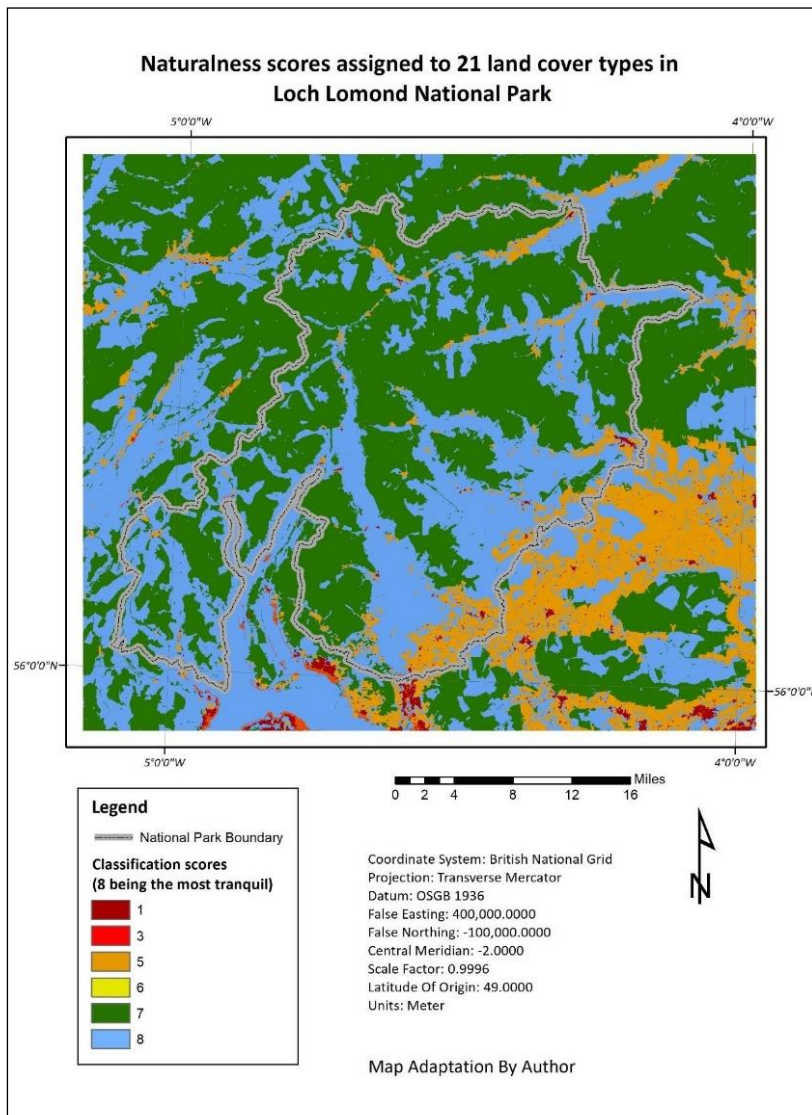 Naturalness scores assigned to 21 land cover types in
Loch Lomond National Park
5°0'0"W
4°0'0"W
56°0'0"N
56°0'0"N
5°0'0"W
4°0'0"W
Miles
0 1 2 4 8 12 16
Legend
National Park Boundary
Classification scores
(8 being the most tranquil)
1
3
5
6
7
8
N
Coordinate System: British National Grid
Projection: Transverse Mercator
Datum: OSGB 1936
False Easting: 400,000.0000
False Northing: -100,000.0000
Central Meridian: -2.0000
Scale Factor: 0.9996
Latitude Of Origin: 49.0000
Units: Meter
Map Adaptation By Author